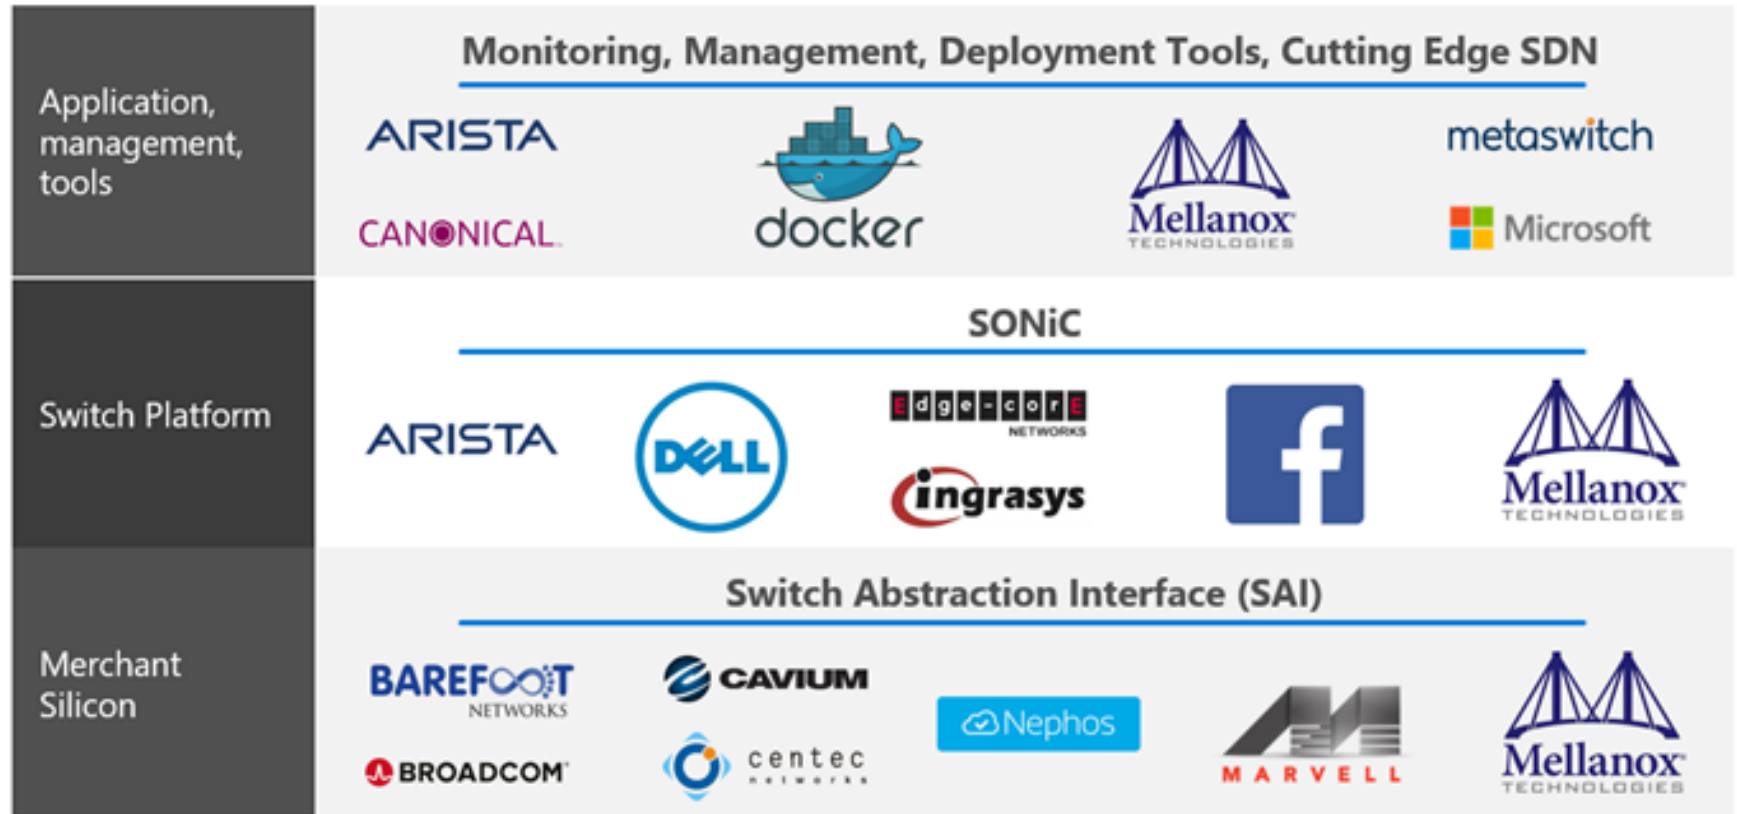 Application,
management,
tools
Monitoring, Management, Deployment Tools, Cutting Edge SDN
ARISTA
docker
Mellanox
TECHNOLOGIES
metaswitch
CANONICAL
Microsoft
Switch Platform
SONiC
ARISTA
DELL
Edge-corE
NETWORKS
ingrasys
f
Mellanox
TECHNOLOGIES
Merchant
Silicon
Switch Abstraction Interface (SAI)
BAREFOOT
NETWORKS
CAVIUM
Nephos
MARVELL
Mellanox
TECHNOLOGIES
BROADCOM
centec
networks